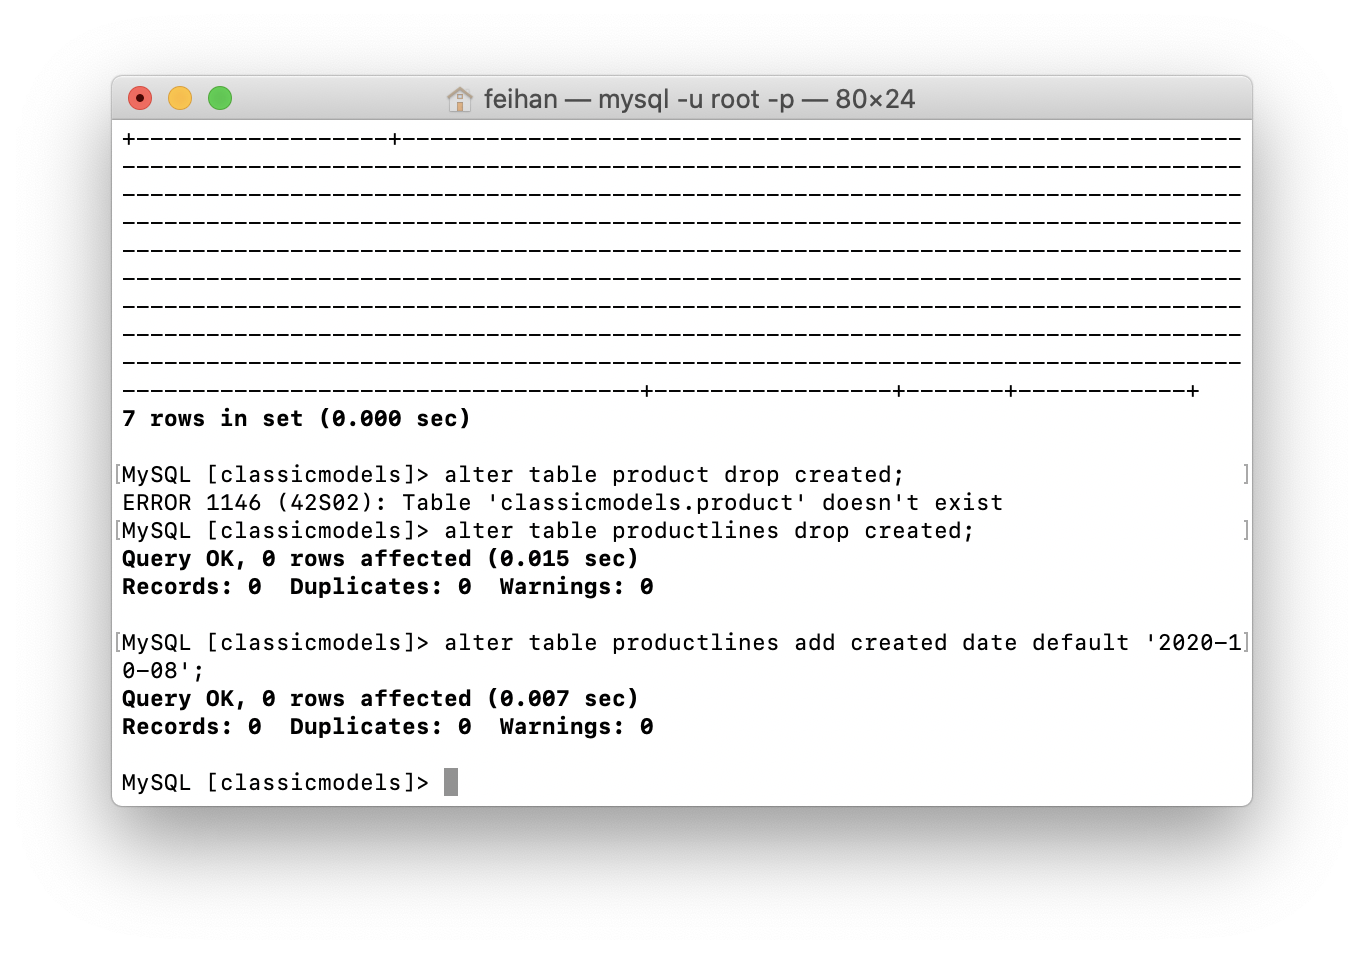 feihan — mysql -u root -p — 80×24
+------------------+------------------------------------------------------------
--------------------------------------------------------------------------------
--------------------------------------------------------------------------------
--------------------------------------------------------------------------------
--------------------------------------------------------------------------------
--------------------------------------------------------------------------------
--------------------------------------------------------------------------------
--------------------------------------------------------------------------------
--------------------------------------------------------------------------------
-------------------------------------+-----------------+-------+------------+
7 rows in set (0.000 sec)
[MySQL [classicmodels]> alter table product drop created; ]
ERROR 1146 (42S02): Table 'classicmodels.product' doesn't exist
[MySQL [classicmodels]> alter table productlines drop created; ]
Query OK, 0 rows affected (0.015 sec)
Records: 0  Duplicates: 0  Warnings: 0
[MySQL [classicmodels]> alter table productlines add created date default '2020-1]
0-08';
Query OK, 0 rows affected (0.007 sec)
Records: 0  Duplicates: 0  Warnings: 0
MySQL [classicmodels]>